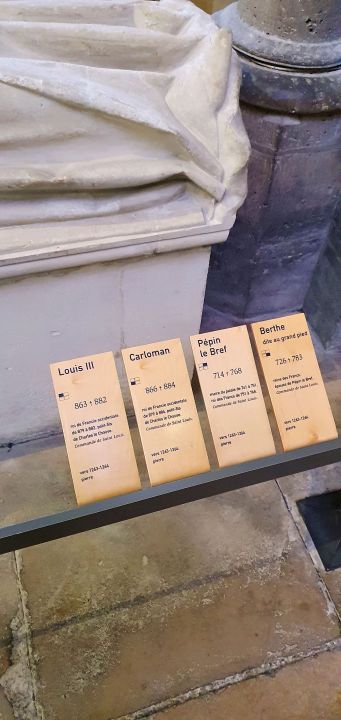 Louis III
863 † 882
roi de Francie occidentale
de 879 à 882, petit-fils
de Charles le Chauve
Commande de Saint Louis.
vers 1263-1264
pierre
Carloman
866 † 884
roi de Francie occidentale
de 879 à 884, petit-fils
de Charles le Chauve
Commande de Saint Louis.
vers 1263-1264
pierre
Pépin
le Bref
714 † 768
maire du palais de 741 à 751
roi des Francs de 751 à 768.
Commande de Saint Louis.
vers 1263-1264
pierre
Berthe
dite au grand pied
726 † 783
reine des Francs,
épouse de Pépin le Bref.
Commande de Saint Louis.
vers 1263-1264
pierre